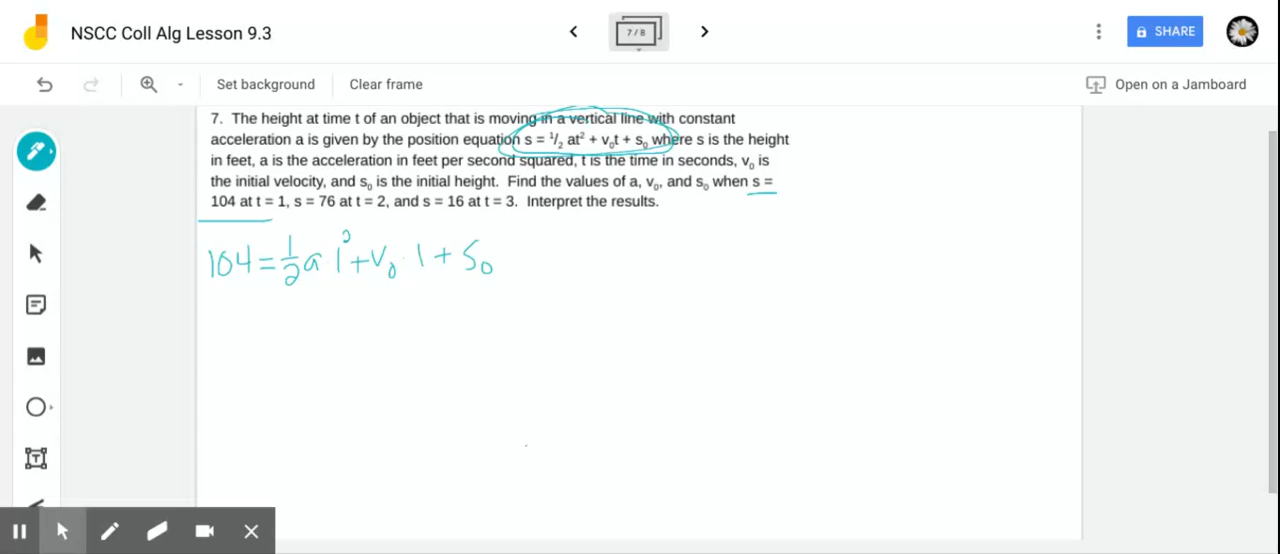 NSCC Coll Alg Lesson 9.3
7 / 8
SHARE
Set background
Clear frame
Open on a Jamboard
7. The height at time t of an object that is moving in a vertical line with constant
acceleration a is given by the position equation s = ¹/₂ at² + v₀t + s₀ where s is the height
in feet, a is the acceleration in feet per second squared, t is the time in seconds, v₀ is
the initial velocity, and s₀ is the initial height. Find the values of a, v₀, and s₀ when s =
104 at t = 1, s = 76 at t = 2, and s = 16 at t = 3. Interpret the results.
104 = 1/2 a 1² + v₀ · 1 + s₀